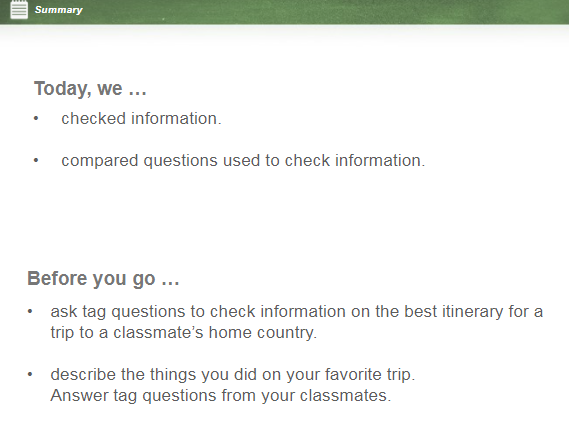 Summary
Today, we …
• checked information.
• compared questions used to check information.
Before you go …
• ask tag questions to check information on the best itinerary for a
trip to a classmate’s home country.
• describe the things you did on your favorite trip.
Answer tag questions from your classmates.